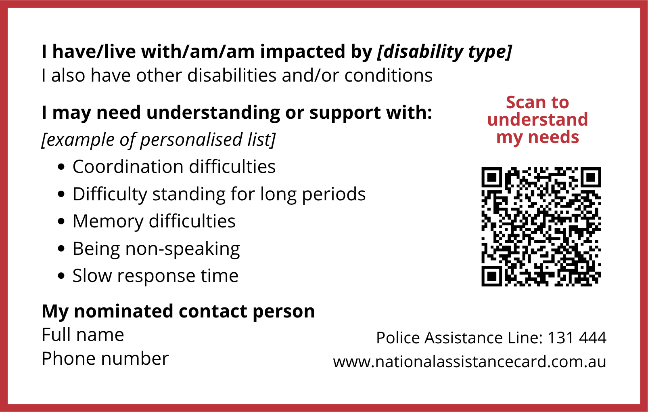 I have/live with/am/am impacted by [disability type]
I also have other disabilities and/or conditions
I may need understanding or support with:
[example of personalised list]
• Coordination difficulties
• Difficulty standing for long periods
• Memory difficulties
• Being non-speaking
• Slow response time
Scan to
understand
my needs
My nominated contact person
Full name
Phone number
Police Assistance Line: 131 444
www.nationalassistancecard.com.au